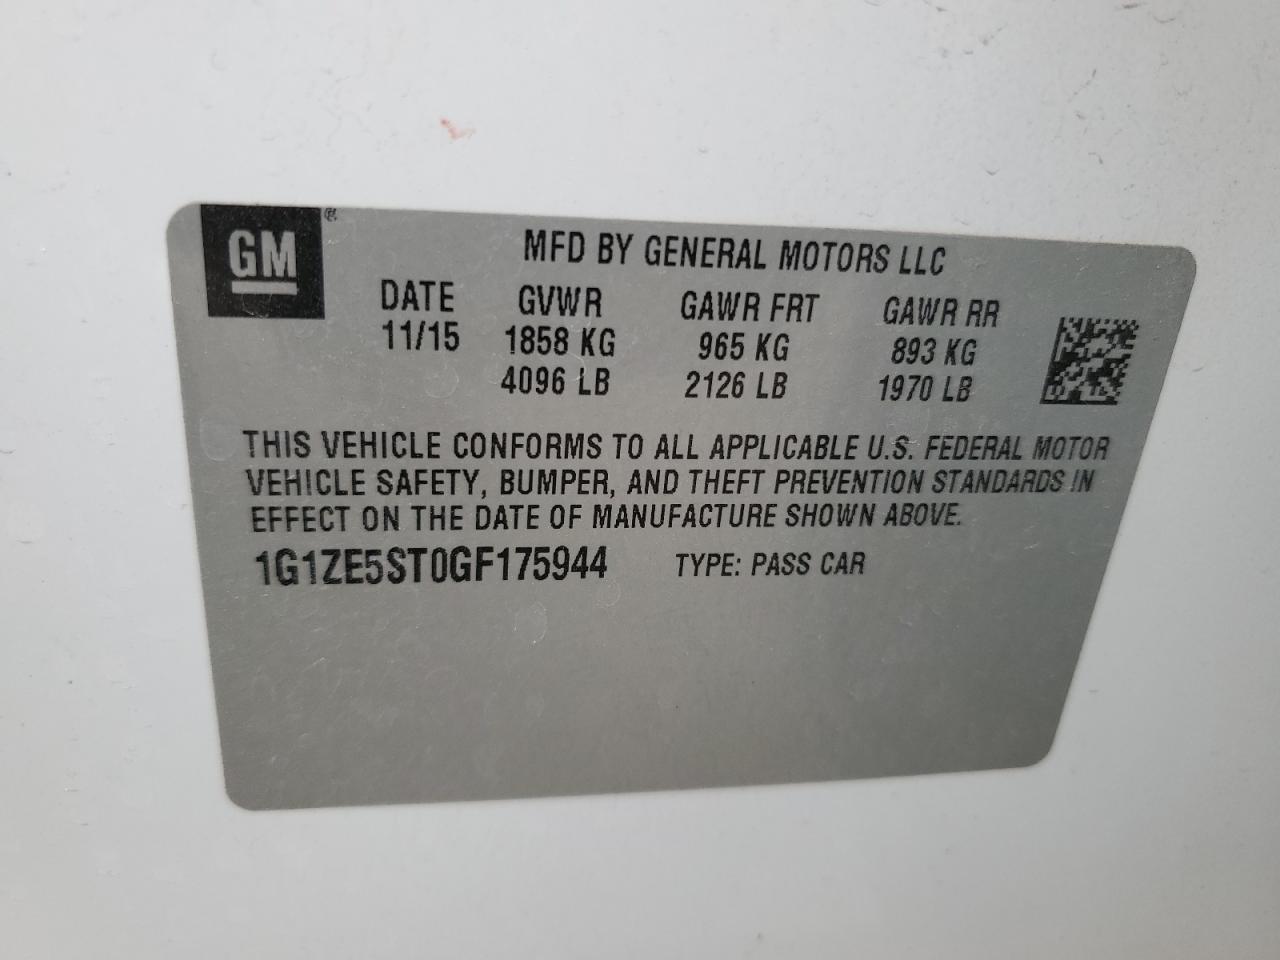 GM®
MFD BY GENERAL MOTORS LLC
DATE GVWR GAWR FRT GAWR RR
11/15 1858 KG 965 KG 893 KG
4096 LB 2126 LB 1970 LB
THIS VEHICLE CONFORMS TO ALL APPLICABLE U.S. FEDERAL MOTOR
VEHICLE SAFETY, BUMPER, AND THEFT PREVENTION STANDARDS IN
EFFECT ON THE DATE OF MANUFACTURE SHOWN ABOVE.
1G1ZE5ST0GF175944 TYPE: PASS CAR